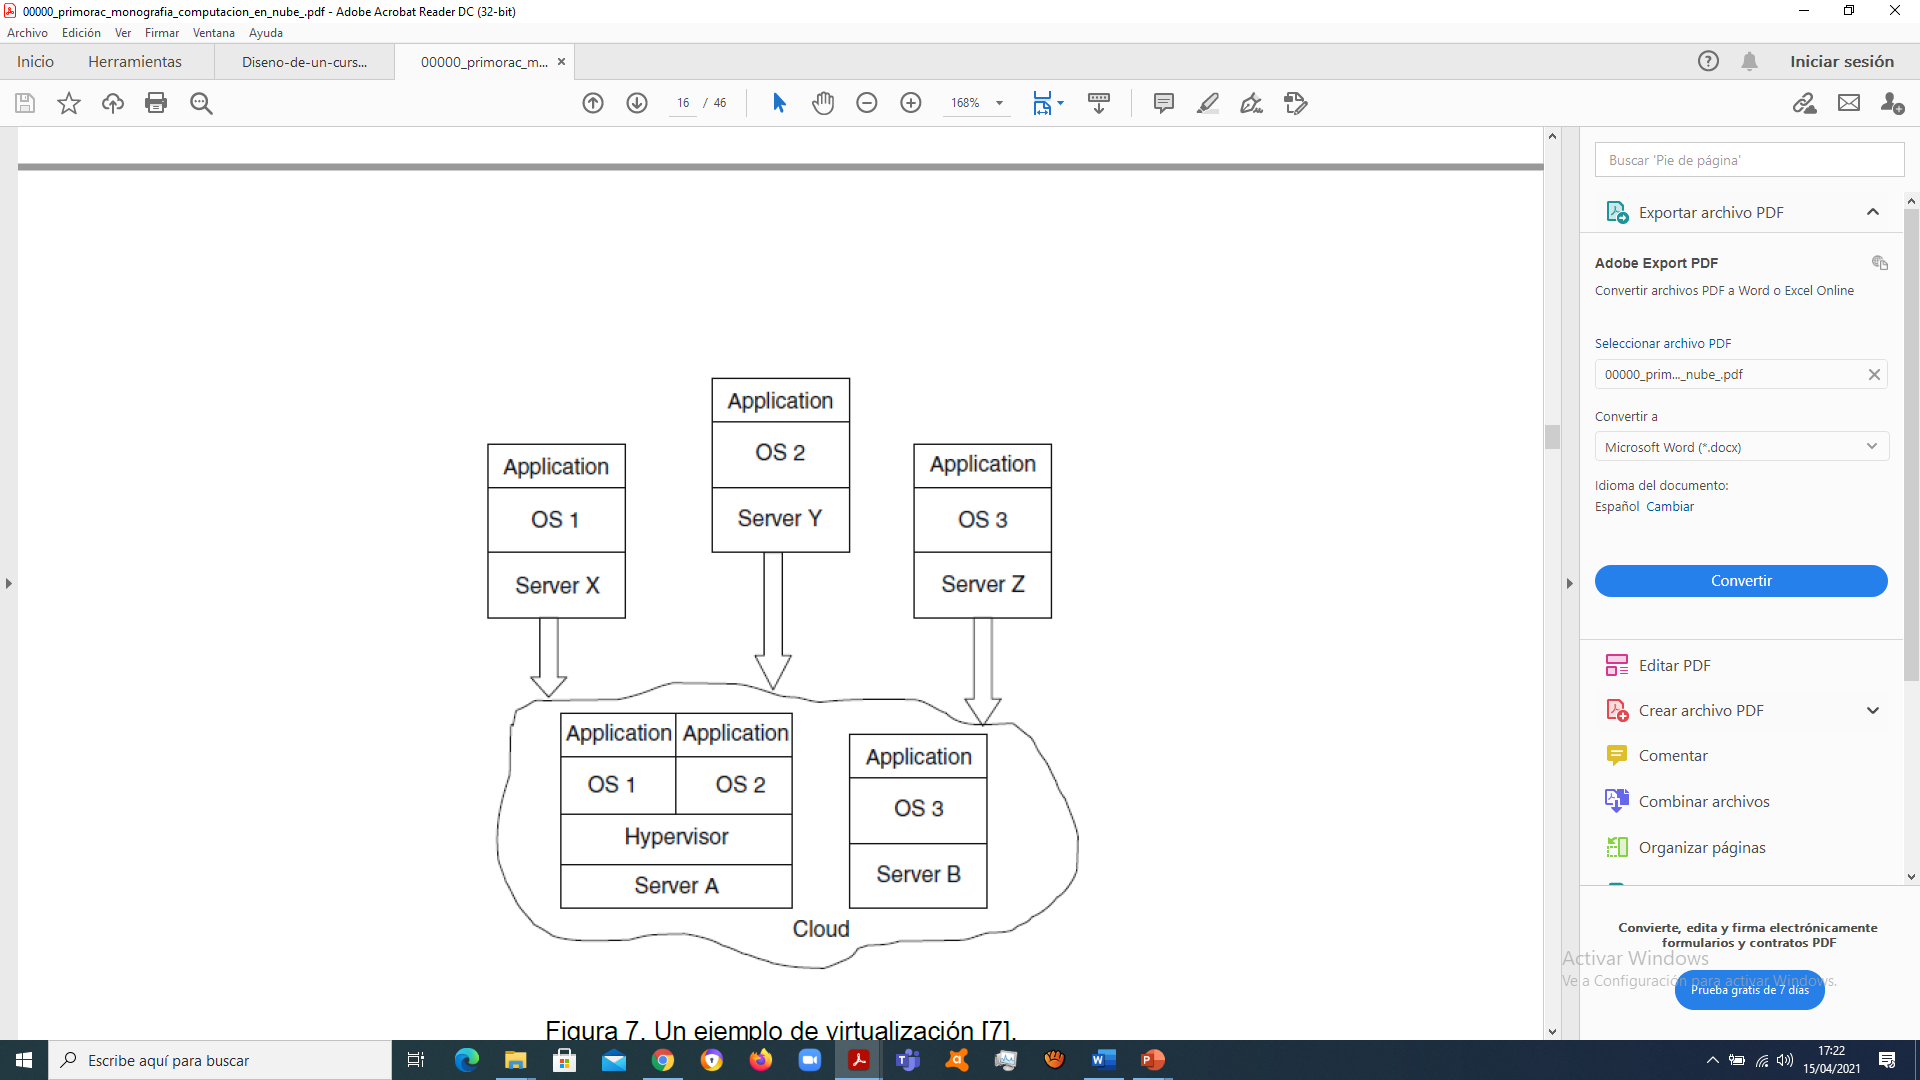 00000_primorac_monografia_computacion_en_nube_.pdf - Adobe Acrobat Reader DC (32-bit)
Archivo Edición Ver Firmar Ventana Ayuda
Inicio Herramientas Diseno-de-un-curs... 00000_primorac_m... Iniciar sesión
16 / 46 168%
Buscar 'Pie de página'
Exportar archivo PDF
Adobe Export PDF
Convertir archivos PDF a Word o Excel Online
Seleccionar archivo PDF
00000_prim..._nube_.pdf
Convertir a
Microsoft Word (*.docx)
Idioma del documento:
Español Cambiar
Convertir
Editar PDF
Crear archivo PDF
Comentar
Combinar archivos
Organizar páginas
Convierte, edita y firma electrónicamente
formularios y contratos PDF
Prueba gratis de 7 días
Activar Windows
Ve a Configuración para activar Windows.
Application
OS 1
Server X
Application
OS 2
Server Y
Application
OS 3
Server Z
Application Application
OS 1 OS 2
Hypervisor
Server A
Application
OS 3
Server B
Cloud
Figura 7. Un ejemplo de virtualización [7].
Escribe aquí para buscar
17:22
15/04/2021